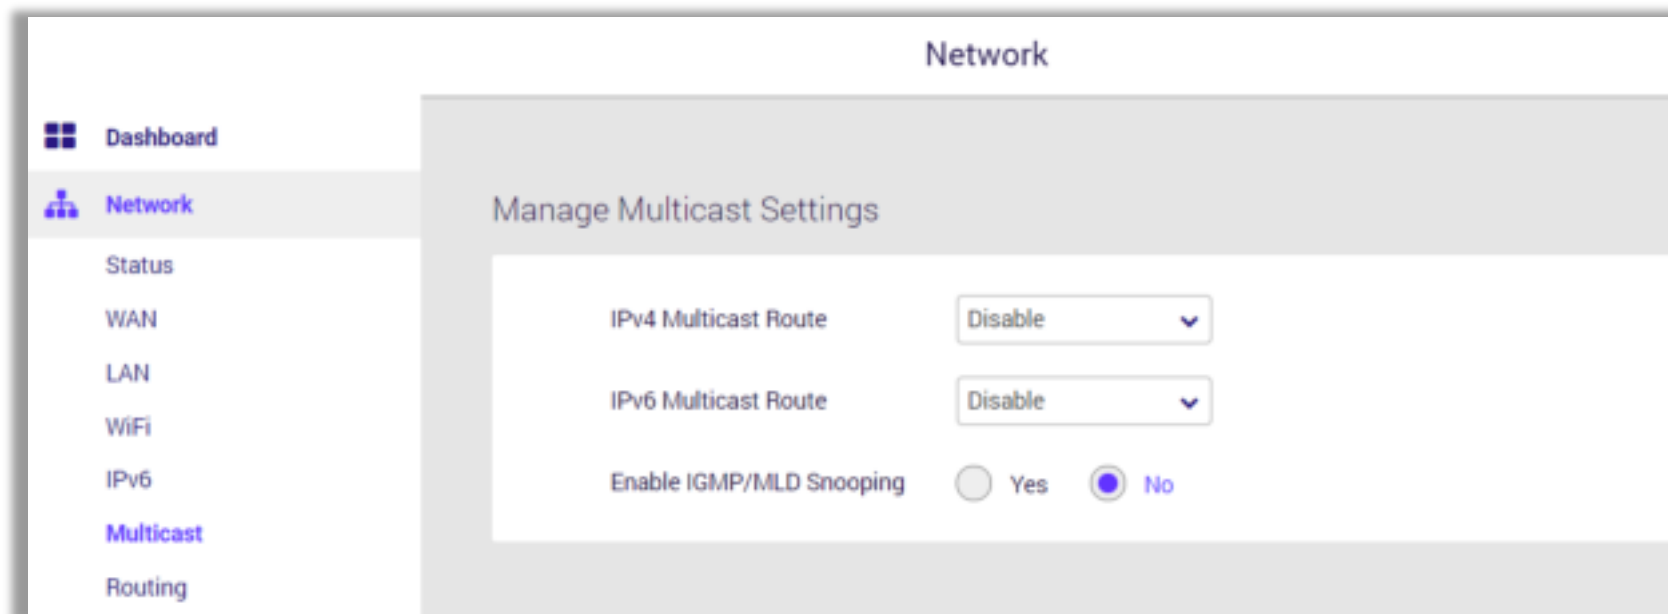 Network
Dashboard
Network
Status
WAN
LAN
WiFi
IPv6
Multicast
Routing
Manage Multicast Settings
IPv4 Multicast Route Disable
IPv6 Multicast Route Disable
Enable IGMP/MLD Snooping Yes No